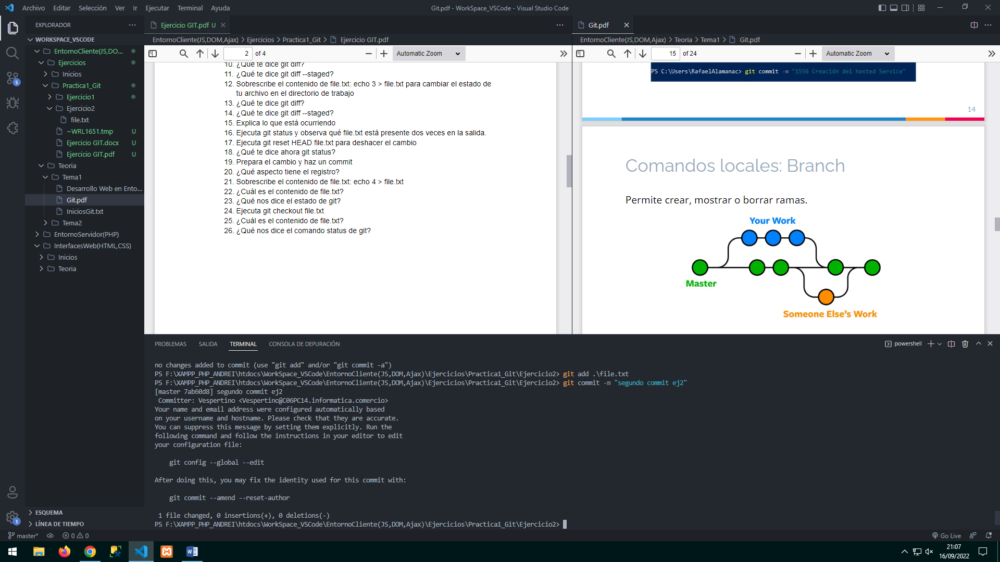 Archivo Editar Selección Ver Ir Ejecutar Terminal Ayuda
Git.pdf - WorkSpace_VSCode - Visual Studio Code
EXPLORADOR
WORKSPACE_VSCODE
EntornoCliente(JS,DO...
Ejercicios
Inicios
Practica1_Git
Ejercicio1
Ejercicio2
file.txt
~WRL1651.tmp U
Ejercicio GIT.docx U
Ejercicio GIT.pdf U
Teoria
Tema1
Desarrollo Web en Ento...
Git.pdf
IniciosGit.txt
Tema2
EntornoServidor(PHP)
InterfacesWeb(HTML,CSS)
Inicios
Teoria
ESQUEMA
LÍNEA DE TIEMPO
5
1
Ejercicio GIT.pdf U
EntornoCliente(JS,DOM,Ajax) > Ejercicios > Practica1_Git > Ejercicio GIT.pdf
2 of 4 Automatic Zoom
10. ¿Qué te dice git diff?
11. ¿Qué te dice git diff --staged?
12. Sobrescribe el contenido de file.txt: echo 3 > file.txt para cambiar el estado de
tu archivo en el directorio de trabajo
13. ¿Qué te dice git diff?
14. ¿Qué te dice git diff --staged?
15. Explica lo que está ocurriendo
16. Ejecuta git status y observa qué file.txt está presente dos veces en la salida.
17. Ejecuta git reset HEAD file.txt para deshacer el cambio
18. ¿Qué te dice ahora git status?
19. Prepara el cambio y haz un commit
20. ¿Qué aspecto tiene el registro?
21. Sobrescribe el contenido de file.txt: echo 4 > file.txt
22. ¿Cuál es el contenido de file.txt?
23. ¿Qué nos dice el estado de git?
24. Ejecuta git checkout file.txt
25. ¿Cuál es el contenido de file.txt?
26. ¿Qué nos dice el comando status de git?
Git.pdf
EntornoCliente(JS,DOM,Ajax) > Teoria > Tema1 > Git.pdf
15 of 24 Automatic Zoom
PS C:\Users\RafaelAlamanac> git commit -m "1556 Creación del hosted Service"
14
Comandos locales: Branch
Permite crear, mostrar o borrar ramas.
Your Work
Master
Someone Else's Work
PROBLEMAS SALIDA TERMINAL CONSOLA DE DEPURACIÓN
powershell
no changes added to commit (use "git add" and/or "git commit -a")
PS F:\XAMPP_PHP_ANDREI\htdocs\WorkSpace_VSCode\EntornoCliente(JS,DOM,Ajax)\Ejercicios\Practica1_Git\Ejercicio2> git add .\file.txt
PS F:\XAMPP_PHP_ANDREI\htdocs\WorkSpace_VSCode\EntornoCliente(JS,DOM,Ajax)\Ejercicios\Practica1_Git\Ejercicio2> git commit -m "segundo commit ej2"
[master 7ab60d8] segundo commit ej2
Committer: Vespertino <Vespertino@C06PC14.informatica.comercio>
Your name and email address were configured automatically based
on your username and hostname. Please check that they are accurate.
You can suppress this message by setting them explicitly. Run the
following command and follow the instructions in your editor to edit
your configuration file:
git config --global --edit
After doing this, you may fix the identity used for this commit with:
git commit --amend --reset-author
1 file changed, 0 insertions(+), 0 deletions(-)
PS F:\XAMPP_PHP_ANDREI\htdocs\WorkSpace_VSCode\EntornoCliente(JS,DOM,Ajax)\Ejercicios\Practica1_Git\Ejercicio2>
master* 0 0
Go Live
21:07
16/09/2022